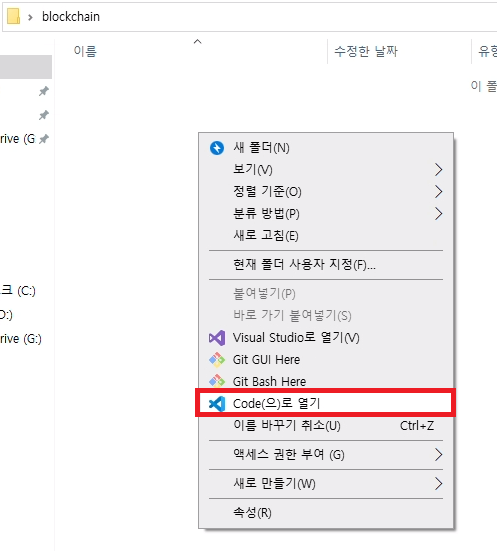 blockchain
이름 수정한 날짜 유형
이 폴
rive (G
크 (C:)
D:)
rive (G:)
새 폴더(N)
보기(V)
정렬 기준(O)
분류 방법(P)
새로 고침(E)
현재 폴더 사용자 지정(F)...
붙여넣기(P)
바로 가기 붙여넣기(S)
Visual Studio로 열기(V)
Git GUI Here
Git Bash Here
Code(으)로 열기
이름 바꾸기 취소(U) Ctrl+Z
액세스 권한 부여 (G)
새로 만들기(W)
속성(R)